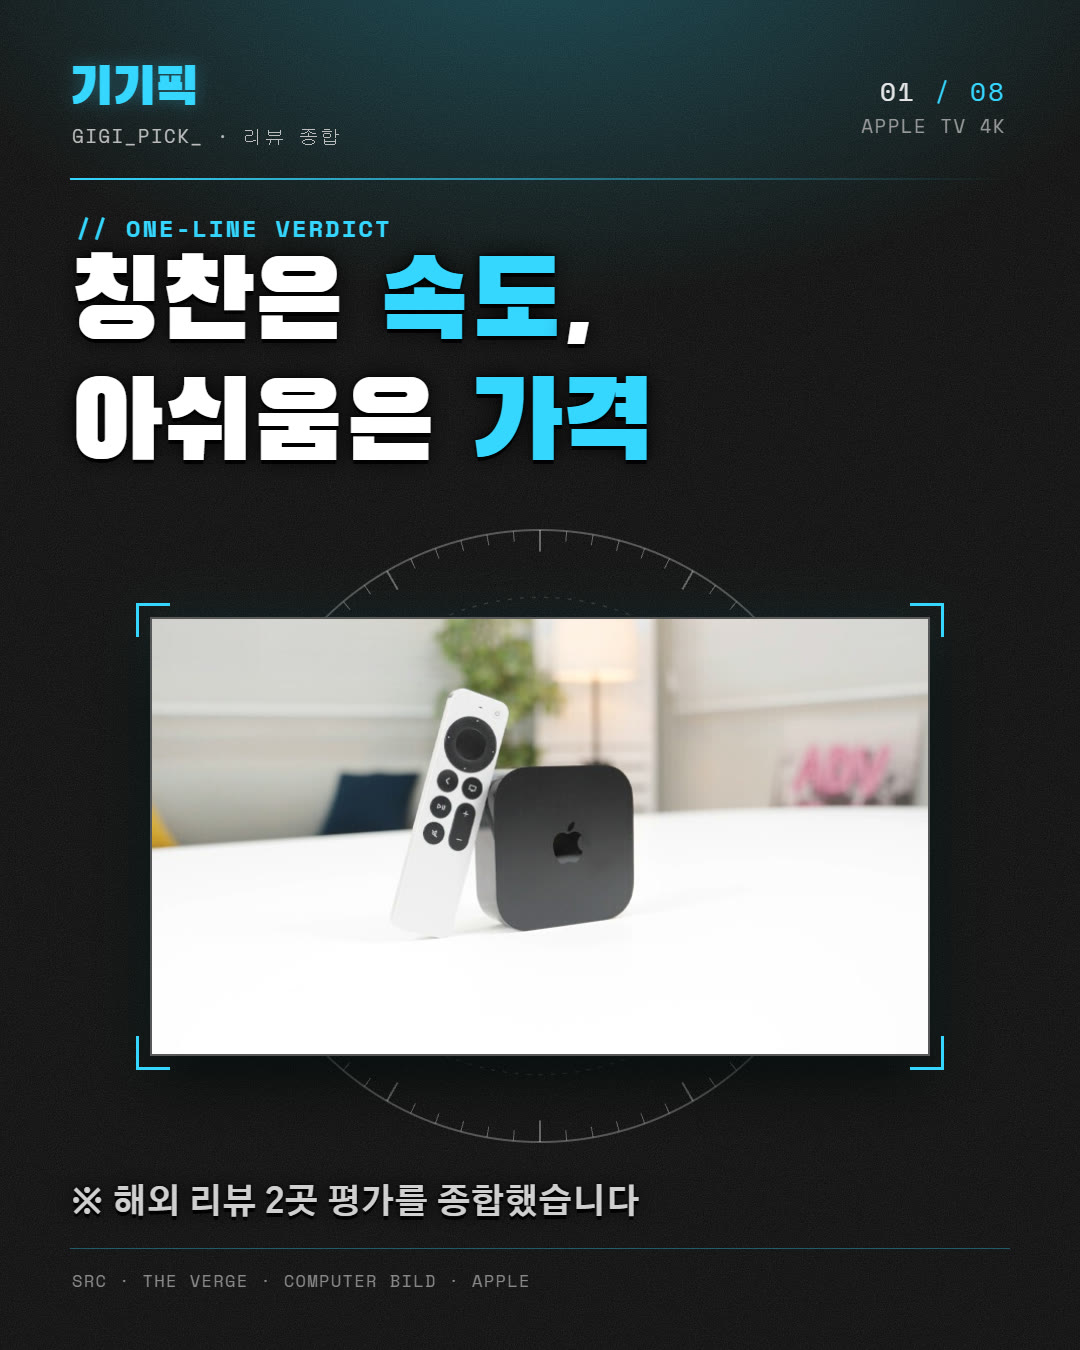 기기픽
GIGI_PICK_ · 리뷰 종합
01 / 08
APPLE TV 4K
// ONE-LINE VERDICT
칭찬은 속도,
아쉬움은 가격
※ 해외 리뷰 2곳 평가를 종합했습니다
SRC · THE VERGE · COMPUTER BILD · APPLE